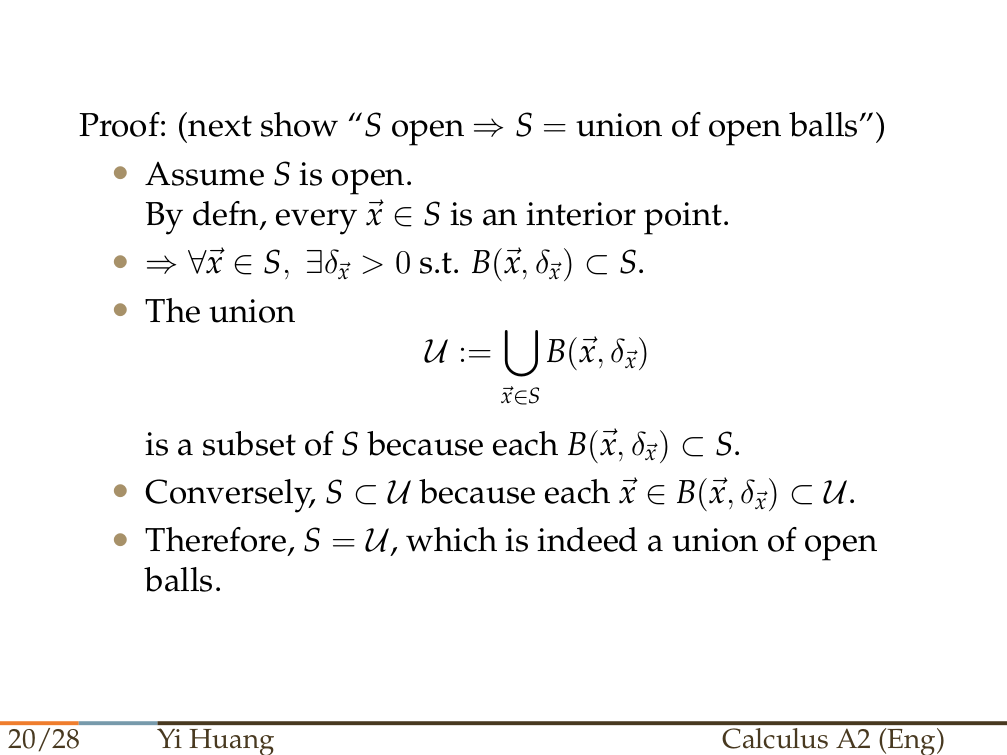 Proof: (next show “S open ⇒ S = union of open balls”)
• Assume S is open.
By defn, every x⃗ ∈ S is an interior point.
• ⇒ ∀x⃗ ∈ S, ∃δ_x⃗ > 0 s.t. B(x⃗, δ_x⃗) ⊂ S.
• The union
𝒰 := ⋃_{x⃗∈S} B(x⃗, δ_x⃗)
is a subset of S because each B(x⃗, δ_x⃗) ⊂ S.
• Conversely, S ⊂ 𝒰 because each x⃗ ∈ B(x⃗, δ_x⃗) ⊂ 𝒰.
• Therefore, S = 𝒰, which is indeed a union of open
balls.
20/28 Yi Huang Calculus A2 (Eng)